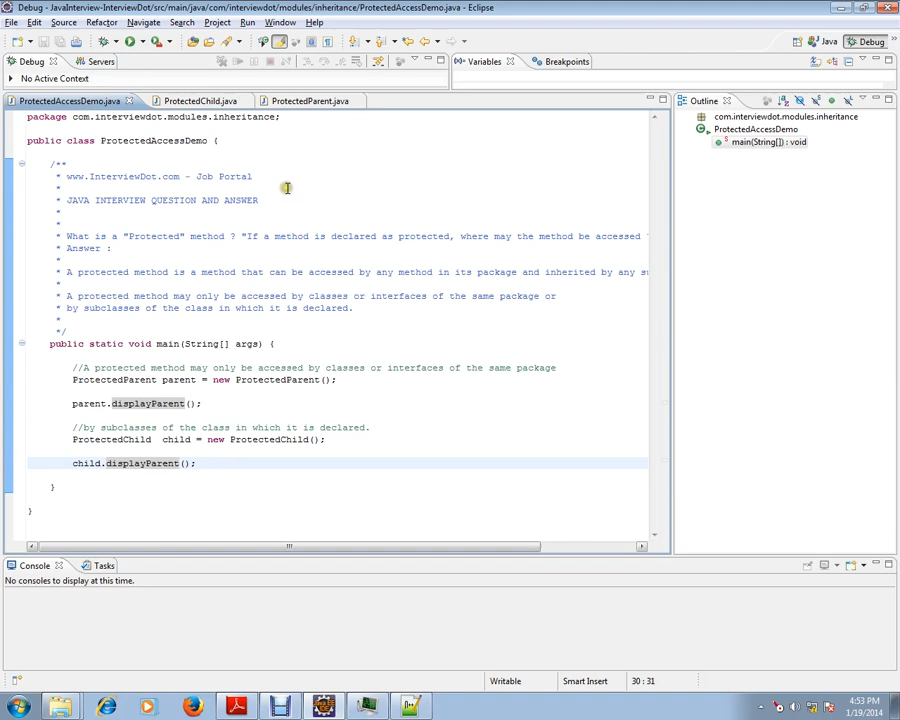 Debug - JavaInterview-InterviewDot/src/main/java/com/interviewdot/modules/inheritance/ProtectedAccessDemo.java - Eclipse
File Edit Source Refactor Navigate Search Project Run Window Help
Java Debug
Debug Servers
Variables Breakpoints
No Active Context
ProtectedAccessDemo.java ProtectedChild.java ProtectedParent.java
Outline
package com.interviewdot.modules.inheritance;
public class ProtectedAccessDemo {
/**
* www.InterviewDot.com - Job Portal
*
* JAVA INTERVIEW QUESTION AND ANSWER
*
*
* What is a "Protected" method ? "If a method is declared as protected, where may the method be accessed ?
* Answer :
*
* A protected method is a method that can be accessed by any method in its package and inherited by any su
*
* A protected method may only be accessed by classes or interfaces of the same package or
* by subclasses of the class in which it is declared.
*
*/
public static void main(String[] args) {
//A protected method may only be accessed by classes or interfaces of the same package
ProtectedParent parent = new ProtectedParent();
parent.displayParent();
//by subclasses of the class in which it is declared.
ProtectedChild child = new ProtectedChild();
child.displayParent();
}
}
com.interviewdot.modules.inheritance
ProtectedAccessDemo
main(String[]) : void
Console Tasks
No consoles to display at this time.
Writable Smart Insert 30 : 31
4:53 PM
1/19/2014